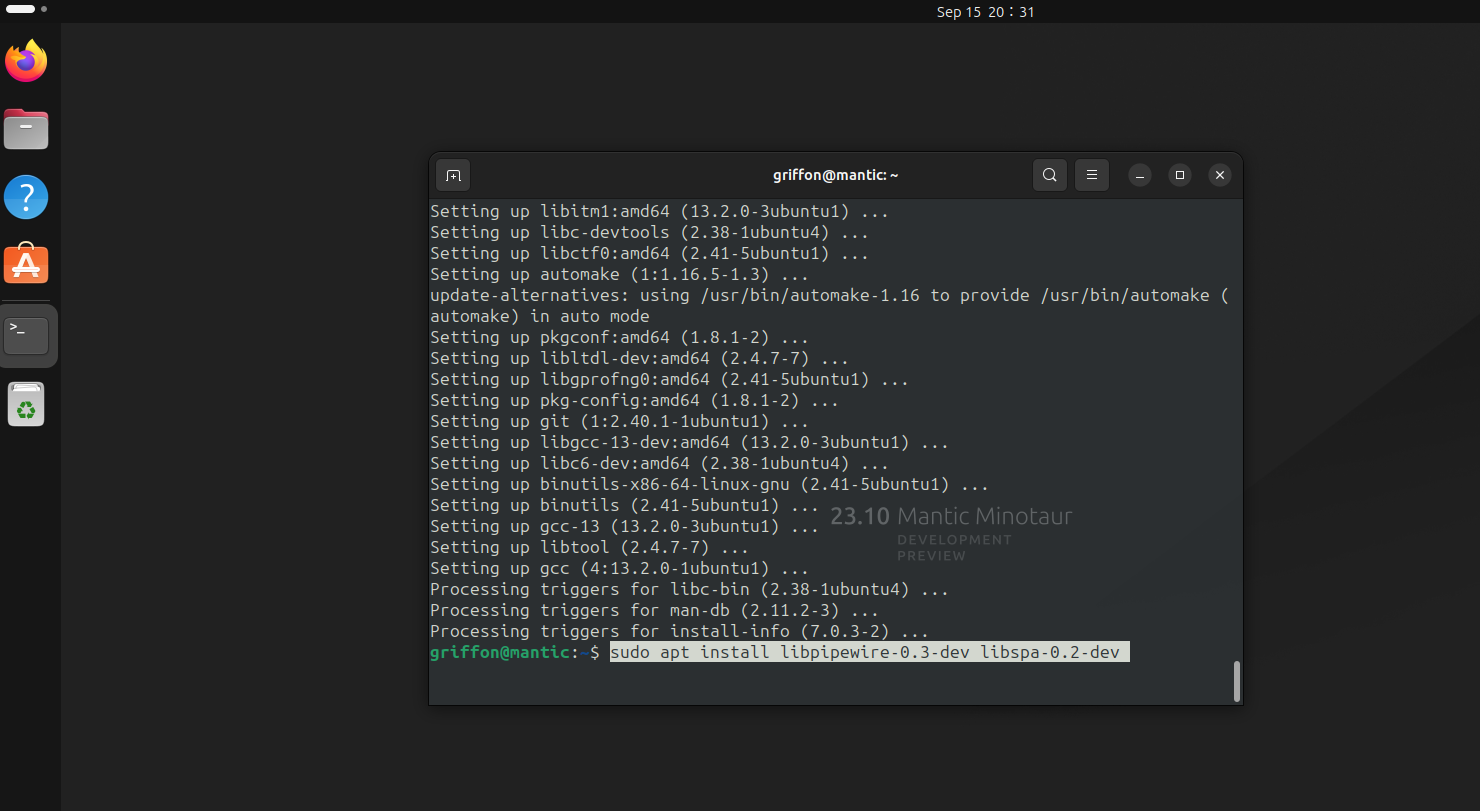 Sep 15 20:31
griffon@mantic: ~
Setting up libitm1:amd64 (13.2.0-3ubuntu1) ...
Setting up libc-devtools (2.38-1ubuntu4) ...
Setting up libctf0:amd64 (2.41-5ubuntu1) ...
Setting up automake (1:1.16.5-1.3) ...
update-alternatives: using /usr/bin/automake-1.16 to provide /usr/bin/automake (
automake) in auto mode
Setting up pkgconf:amd64 (1.8.1-2) ...
Setting up libltdl-dev:amd64 (2.4.7-7) ...
Setting up libgprofng0:amd64 (2.41-5ubuntu1) ...
Setting up pkg-config:amd64 (1.8.1-2) ...
Setting up git (1:2.40.1-1ubuntu1) ...
Setting up libgcc-13-dev:amd64 (13.2.0-3ubuntu1) ...
Setting up libc6-dev:amd64 (2.38-1ubuntu4) ...
Setting up binutils-x86-64-linux-gnu (2.41-5ubuntu1) ...
Setting up binutils (2.41-5ubuntu1) ...
Setting up gcc-13 (13.2.0-3ubuntu1) ...
Setting up libtool (2.4.7-7) ...
Setting up gcc (4:13.2.0-1ubuntu1) ...
Processing triggers for libc-bin (2.38-1ubuntu4) ...
Processing triggers for man-db (2.11.2-3) ...
Processing triggers for install-info (7.0.3-2) ...
griffon@mantic:~$ sudo apt install libpipewire-0.3-dev libspa-0.2-dev
23.10 Mantic Minotaur
DEVELOPMENT
PREVIEW